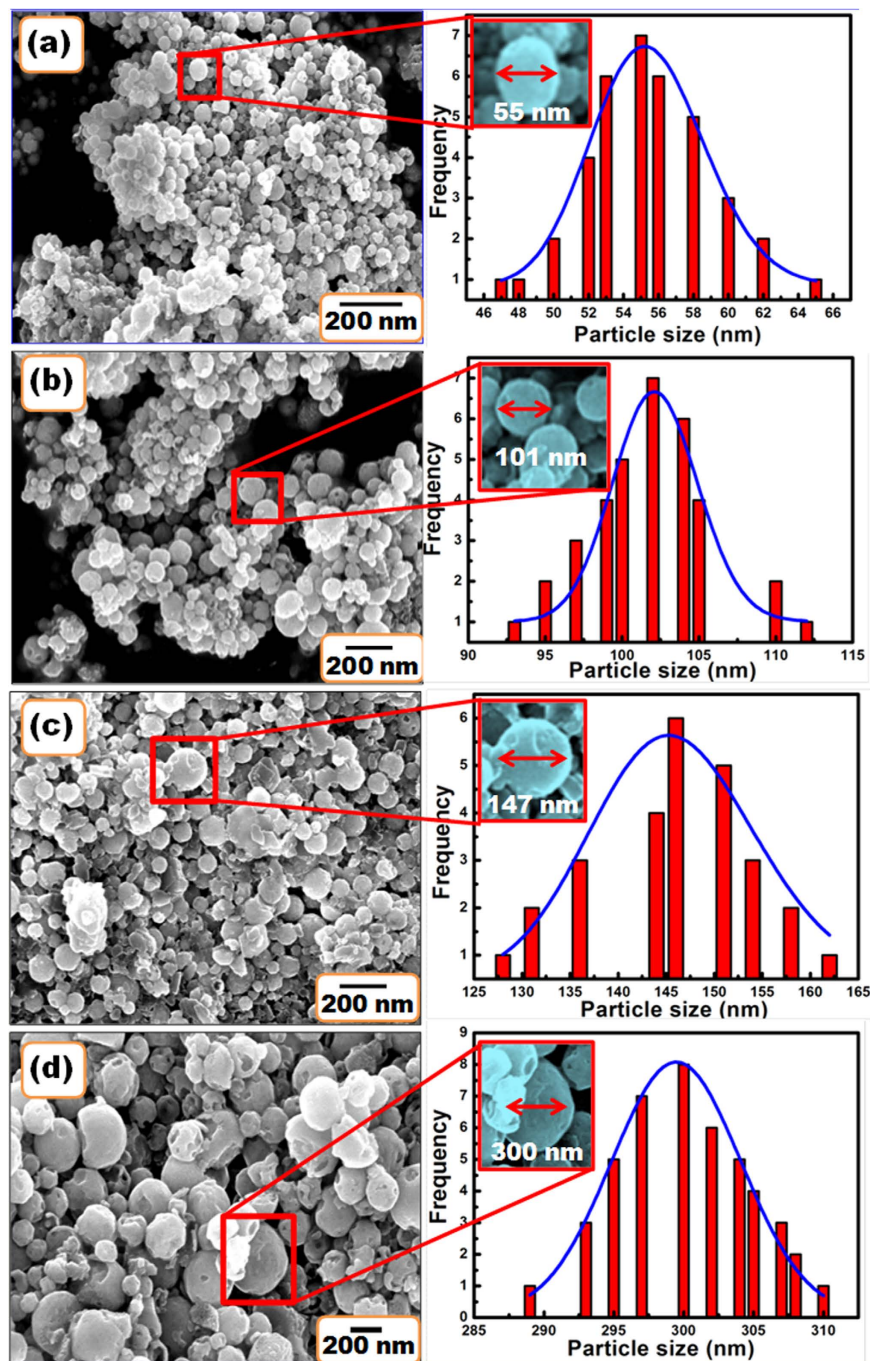 (a)
200 nm
55 nm
Frequency
7
6
5
4
3
2
1
46 48 50 52 54 56 58 60 62 64 66
Particle size (nm)
(b)
200 nm
101 nm
Frequency
7
6
5
4
3
2
1
90 95 100 105 110 115
Particle size (nm)
(c)
200 nm
147 nm
Frequency
6
5
4
3
2
1
125 130 135 140 145 150 155 160 165
Particle size (nm)
(d)
200 nm
300 nm
Frequency
9
8
7
6
5
4
3
2
1
0
285 290 295 300 305 310
Particle size (nm)